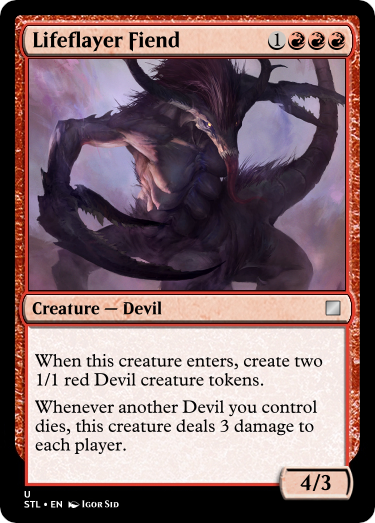 Lifeflayer Fiend 1
Creature — Devil
When this creature enters, create two
1/1 red Devil creature tokens.
Whenever another Devil you control
dies, this creature deals 3 damage to
each player.
4/3
U
STL • EN Igor Sid